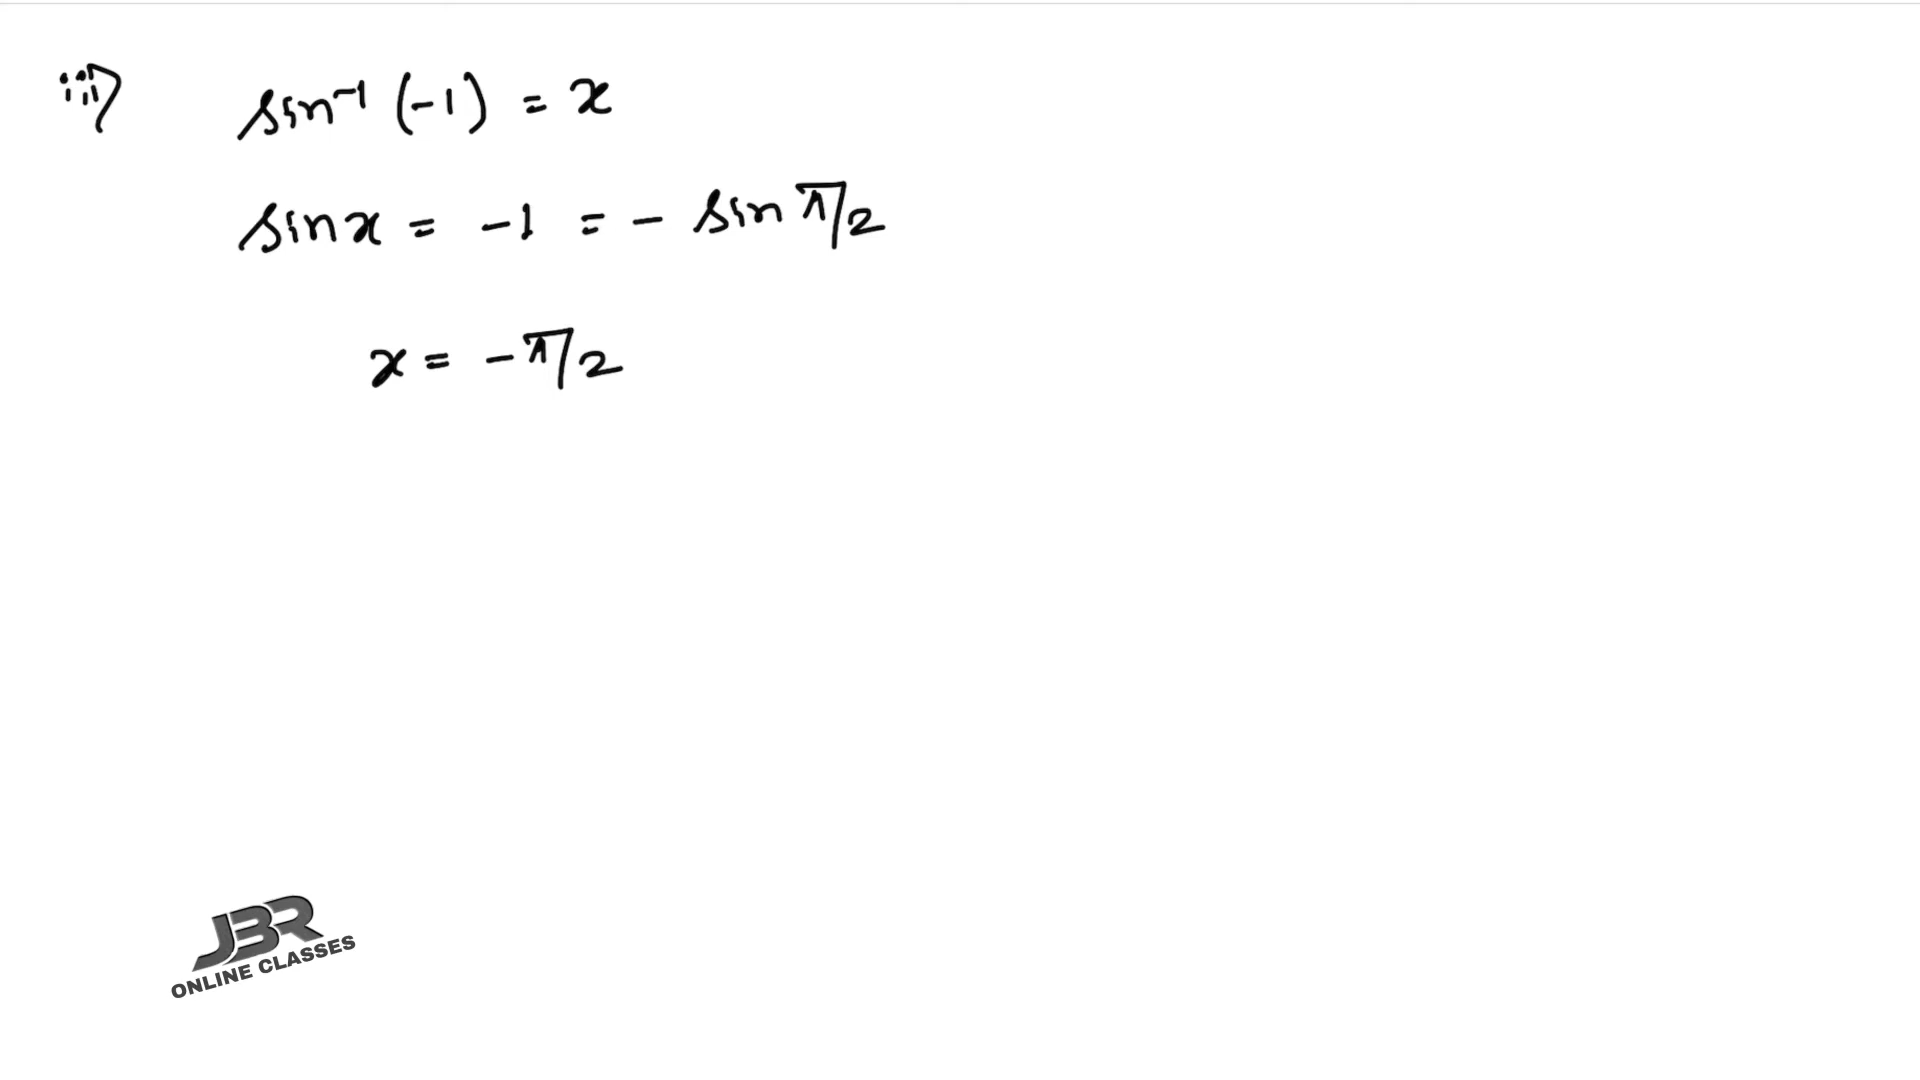 iii) sin⁻¹ (-1) = x
sin x = -1 = - sin π/2
x = -π/2
JBR
ONLINE CLASSES